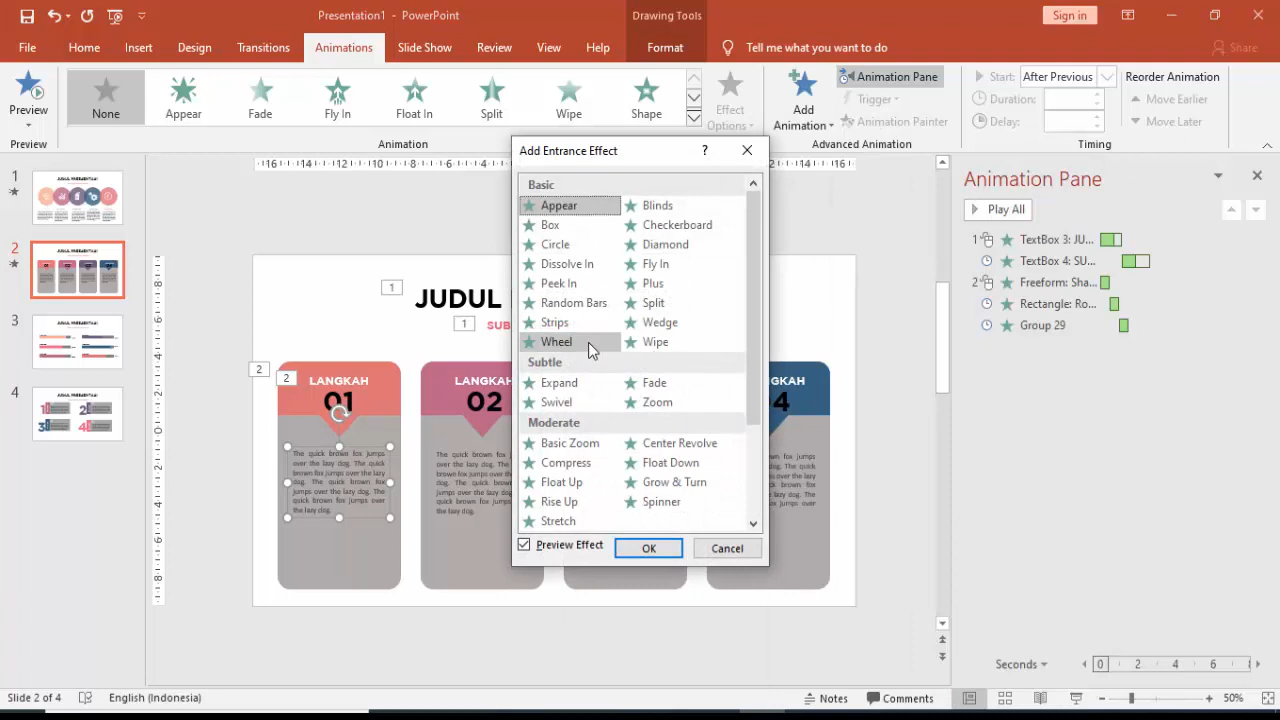 Presentation1 - PowerPoint
Drawing Tools
Sign in
File Home Insert Design Transitions Animations Slide Show Review View Help Format Tell me what you want to do Share
Preview
None Appear Fade Fly In Float In Split Wipe Shape
Effect Options
Add Animation
Animation Pane
Trigger
Animation Painter
Start: After Previous
Duration:
Delay:
Reorder Animation
Move Earlier
Move Later
Preview Animation Advanced Animation Timing
1
2
3
4
JUDUL
SUB
1
1
2
2
LANGKAH
01
The quick brown fox jumps
over the lazy dog. The quick
brown fox jumps over the lazy
dog. The quick brown fox
jumps over the lazy dog. The
quick brown fox jumps over
the lazy dog.
LANGKAH
02
Add Entrance Effect ?
Basic
Appear Blinds
Box Checkerboard
Circle Diamond
Dissolve In Fly In
Peek In Plus
Random Bars Split
Strips Wedge
Wheel Wipe
Subtle
Expand Fade
Swivel Zoom
Moderate
Basic Zoom Center Revolve
Compress Float Down
Float Up Grow & Turn
Rise Up Spinner
Stretch
Preview Effect OK Cancel
Animation Pane
Play All
1 TextBox 3: JU...
TextBox 4: SU...
2 Freeform: Sha...
Rectangle: Ro...
Group 29
Seconds 0 2 4 6
Slide 2 of 4 English (Indonesia) Notes Comments 50%